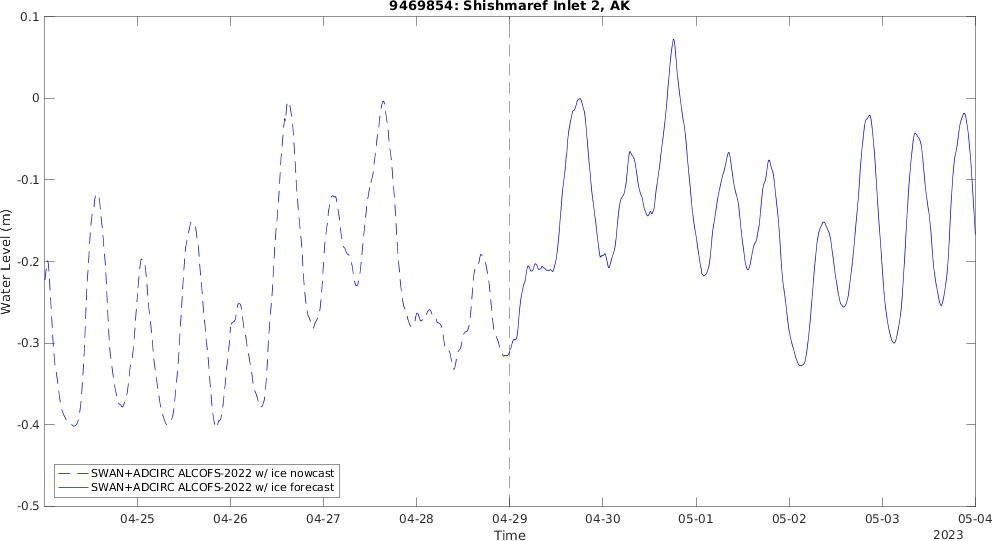 9469854: Shishmaref Inlet 2, AK
0.1
0
-0.1
-0.2
-0.3
-0.4
-0.5
Water Level (m)
SWAN+ADCIRC ALCOFS-2022 w/ ice nowcast
SWAN+ADCIRC ALCOFS-2022 w/ ice forecast
04-25 04-26 04-27 04-28 04-29 04-30 05-01 05-02 05-03 05-04
Time
2023